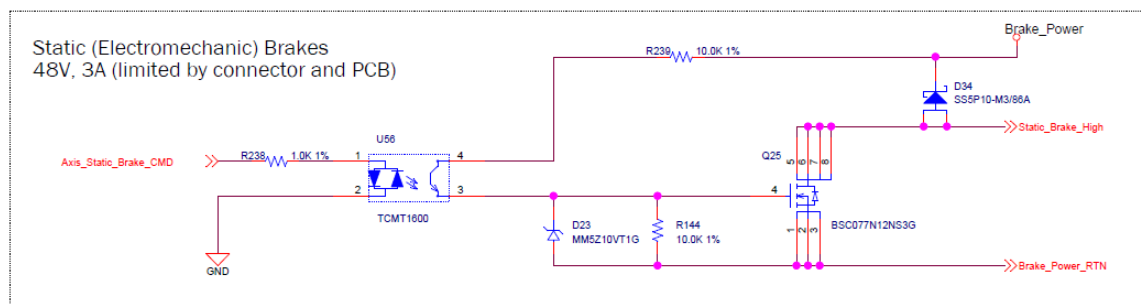 Static (Electromechanic) Brakes
48V, 3A (limited by connector and PCB)
Brake_Power
R239 10.0K 1%
D34
SS5P10-M3/86A
Static_Brake_High
U56
Axis_Static_Brake_CMD
R238 1.0K 1%
1
4
2
3
TCMT1600
GND
Q25
5
6
7
8
4
1
2
3
BSC077N12NS3G
D23
MM5Z10VT1G
R144
10.0K 1%
Brake_Power_RTN